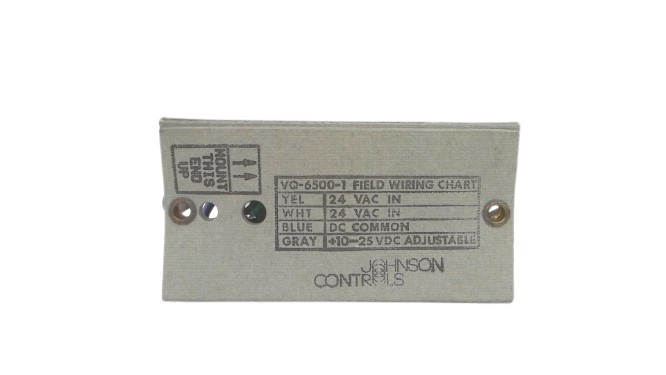 MOUNT
THIS
END
UP
VQ-6500-1 FIELD WIRING CHART
YEL 24 VAC IN
WHT 24 VAC IN
BLUE DC COMMON
GRAY +10-25 VDC ADJUSTABLE
JOHNSON
CONTROLS